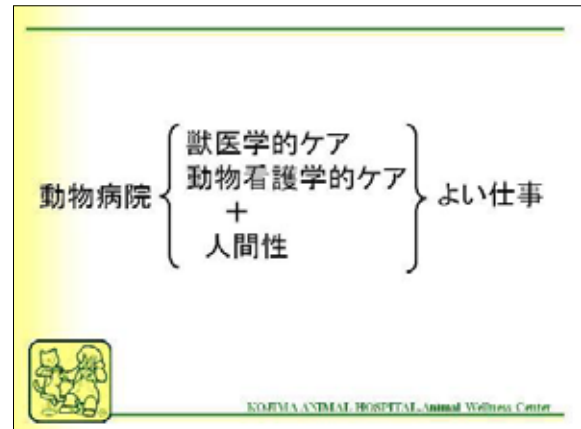 動物病院
獣医学的ケア
動物看護学的ケア
+
人間性
よい仕事
KOJIMA ANIMAL HOSPITAL Animal Wellness Center